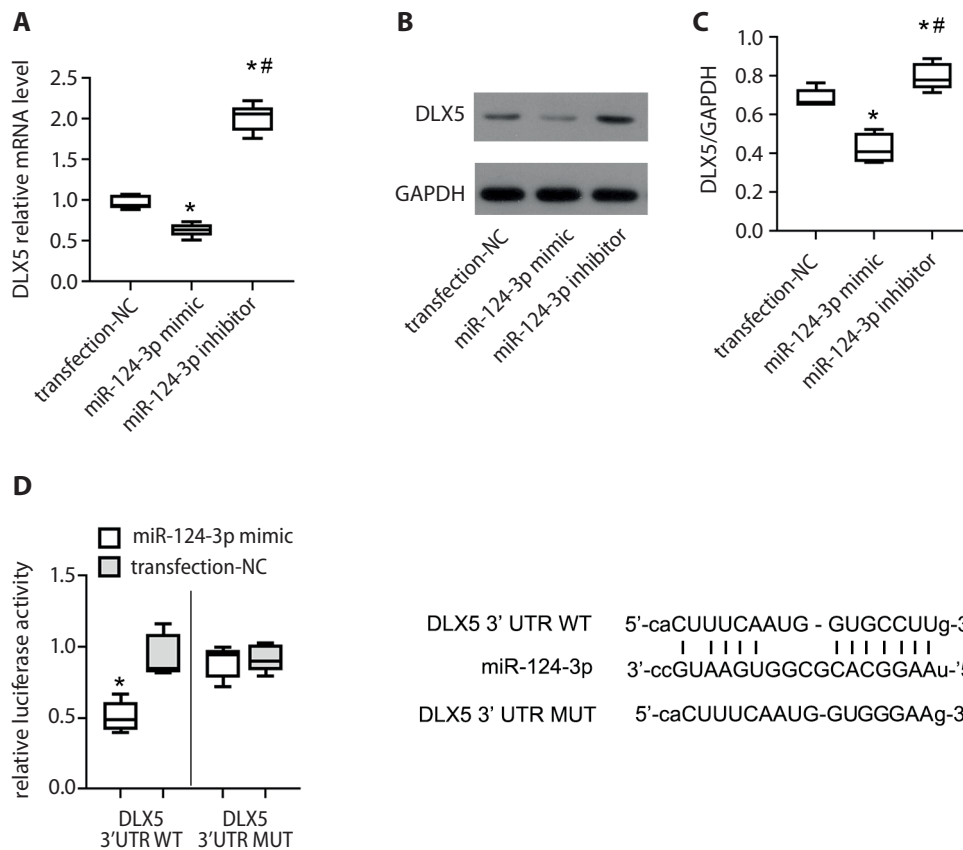 A
DLX5 relative mRNA level
2.5
2.0
1.5
1.0
0.5
0.0
*
* #
transfection-NC
miR-124-3p mimic
miR-124-3p inhibitor
B
DLX5
GAPDH
transfection-NC
miR-124-3p mimic
miR-124-3p inhibitor
C
DLX5/GAPDH
1.0
0.8
0.6
0.4
0.2
0.0
*
* #
transfection-NC
miR-124-3p mimic
miR-124-3p inhibitor
D
miR-124-3p mimic
transfection-NC
relative luciferase activity
1.5
1.0
0.5
0.0
*
DLX5
3'UTR WT
DLX5
3'UTR MUT
DLX5 3' UTR WT 5'-caCUUUCAAUG - GUGCCUUg-3
miR-124-3p 3'-ccGUAAGUGGCGCACGGAAu-'5
DLX5 3' UTR MUT 5'-caCUUUCAAUG-GUGGGAAg-3